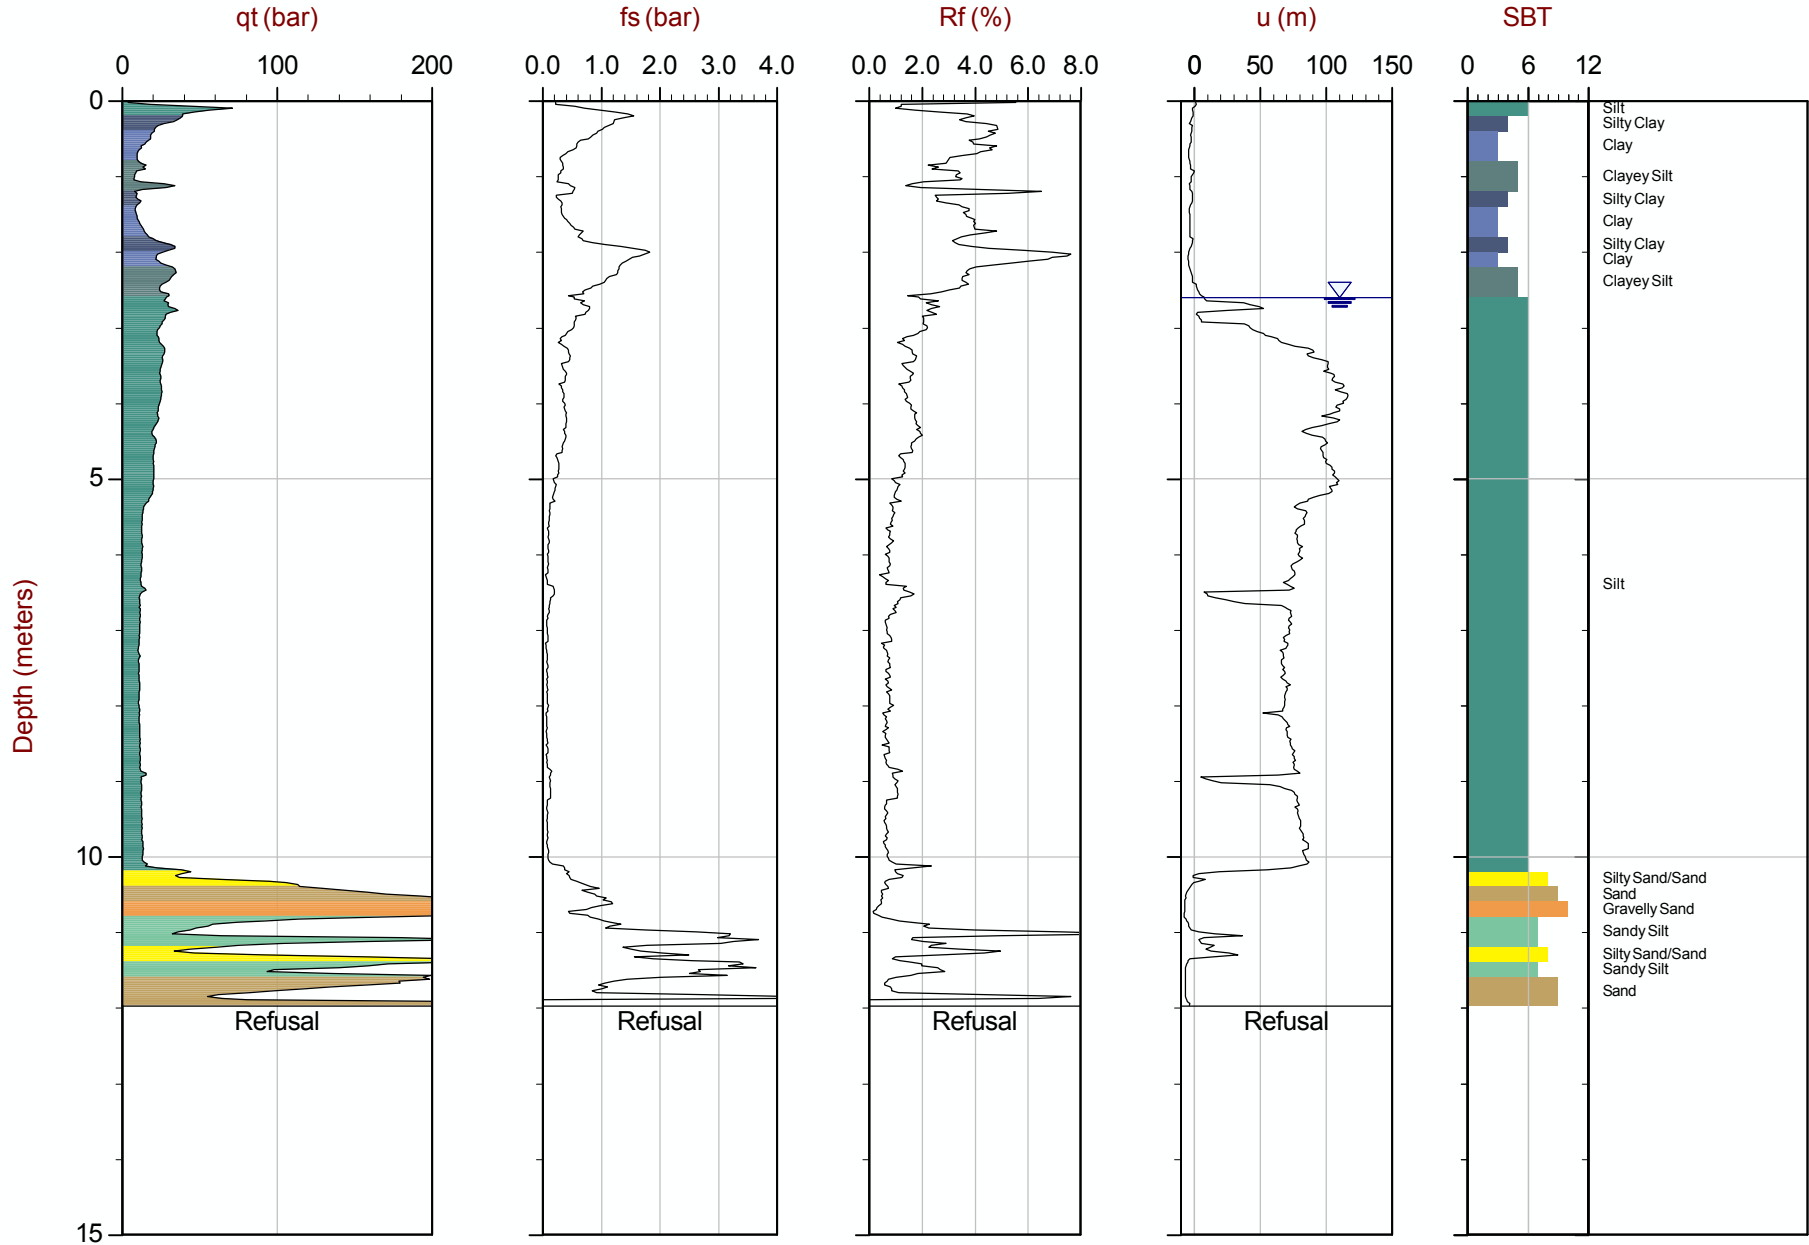 qt (bar) fs (bar) Rf (%) u (m) SBT
0 100 200 0.0 1.0 2.0 3.0 4.0 0.0 2.0 4.0 6.0 8.0 0 50 100 150 0 6 12
0
Silt
Silty Clay
Clay
Clayey Silt
Silty Clay
Clay
Silty Clay
Clay
Clayey Silt
5
Silt
Depth (meters)
10
Silty Sand/Sand
Sand
Gravelly Sand
Sandy Silt
Silty Sand/Sand
Sandy Silt
Sand
Refusal Refusal Refusal Refusal
15